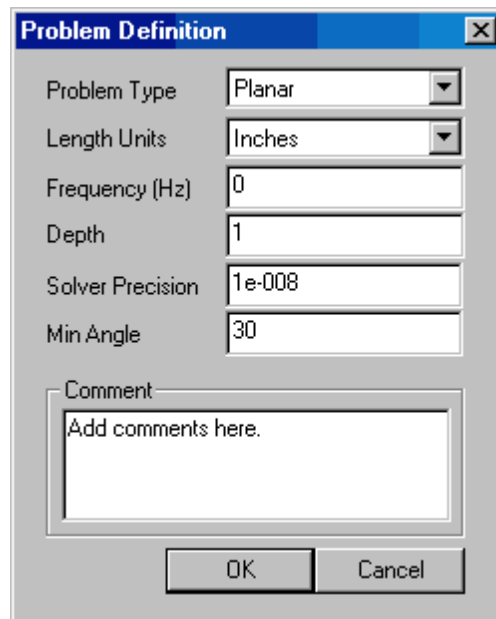 Problem Definition
Problem Type Planar
Length Units Inches
Frequency (Hz) 0
Depth 1
Solver Precision 1e-008
Min Angle 30
Comment
Add comments here.
OK Cancel